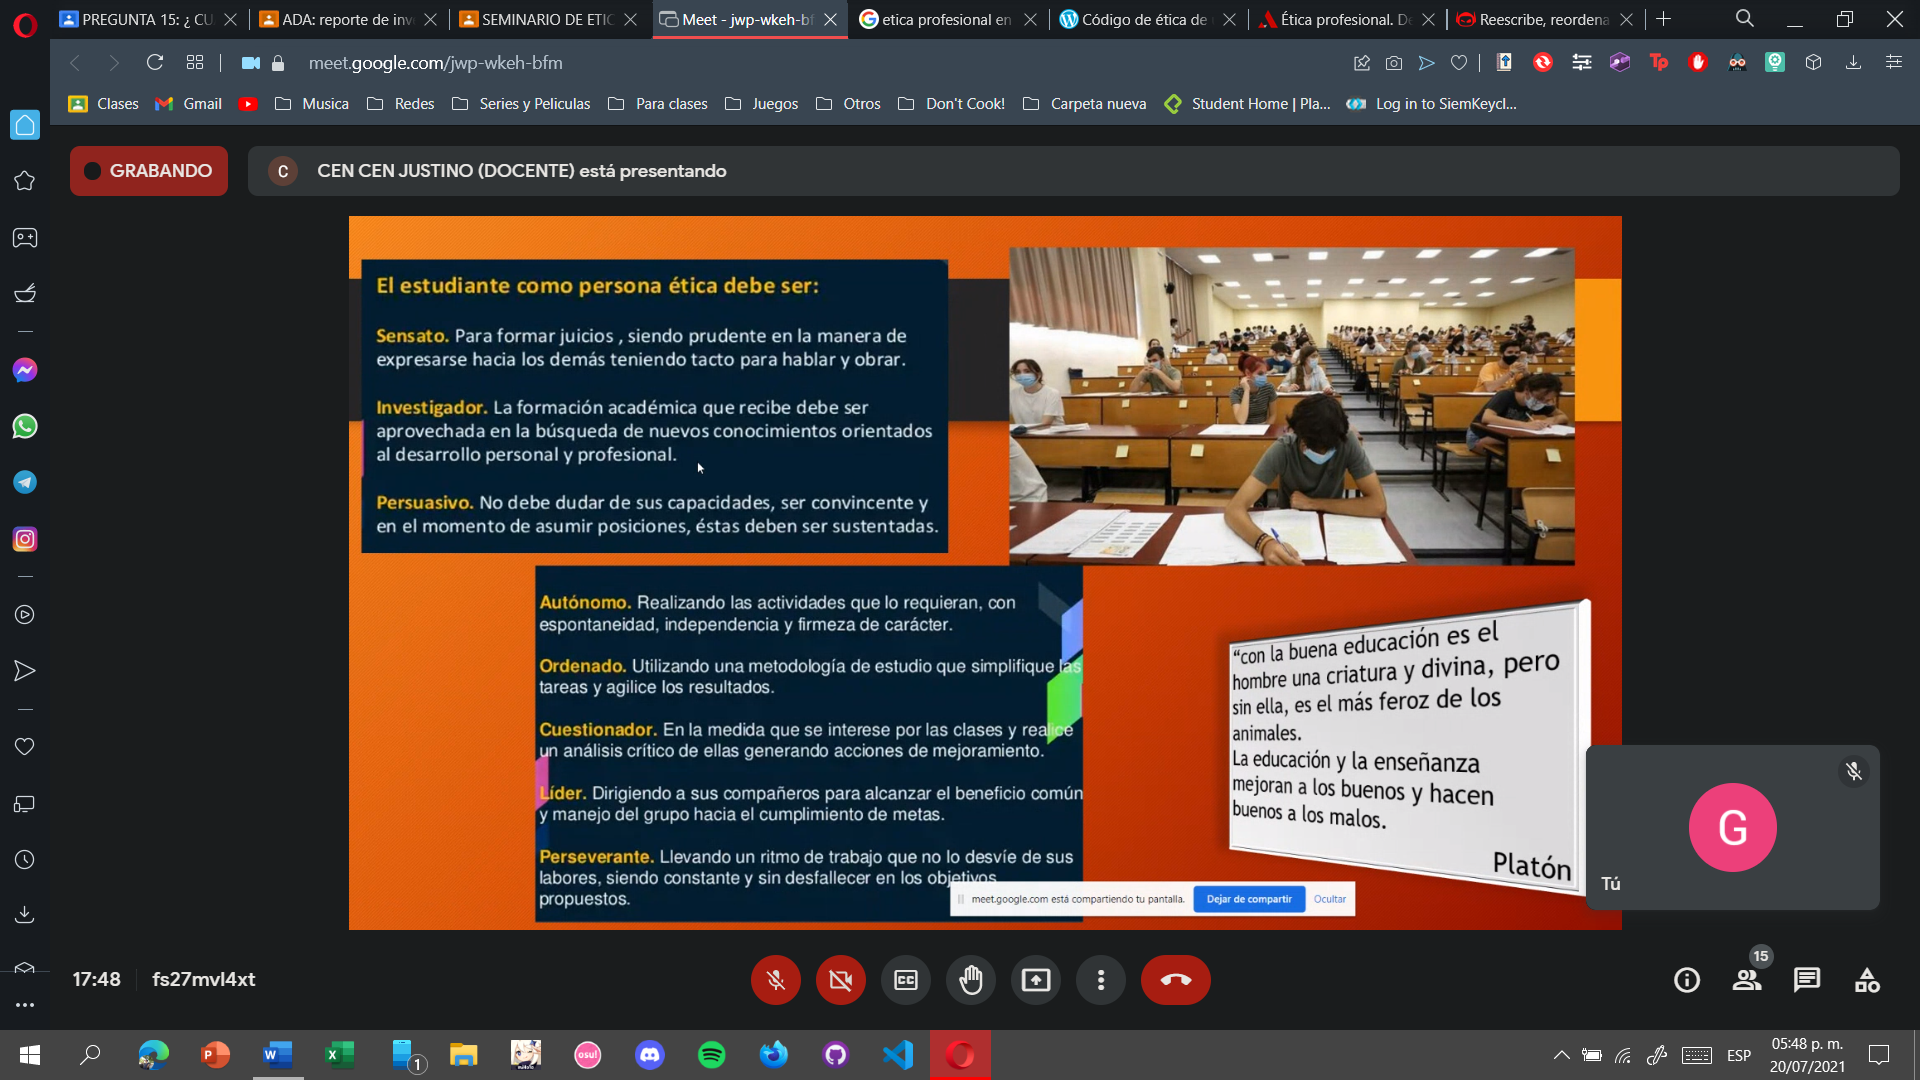 PREGUNTA 15: ¿ CU
ADA: reporte de inv
SEMINARIO DE ETIC
Meet - jwp-wkeh-bf
etica profesional en
Código de ética de
Ética profesional. De
Reescribe, reordena
meet.google.com/jwp-wkeh-bfm
Clases
Gmail
Musica
Redes
Series y Peliculas
Para clases
Juegos
Otros
Don't Cook!
Carpeta nueva
Student Home | Pla...
Log in to SiemKeycl...
GRABANDO
C
CEN CEN JUSTINO (DOCENTE) está presentando
El estudiante como persona ética debe ser:
Sensato. Para formar juicios , siendo prudente en la manera de
expresarse hacia los demás teniendo tacto para hablar y obrar.
Investigador. La formación académica que recibe debe ser
aprovechada en la búsqueda de nuevos conocimientos orientados
al desarrollo personal y profesional.
Persuasivo. No debe dudar de sus capacidades, ser convincente y
en el momento de asumir posiciones, éstas deben ser sustentadas.
Autónomo. Realizando las actividades que lo requieran, con
espontaneidad, independencia y firmeza de carácter.
Ordenado. Utilizando una metodología de estudio que simplifique las
tareas y agilice los resultados.
Cuestionador. En la medida que se interese por las clases y realice
un análisis crítico de ellas generando acciones de mejoramiento.
Líder. Dirigiendo a sus compañeros para alcanzar el beneficio común
y manejo del grupo hacia el cumplimiento de metas.
Perseverante. Llevando un ritmo de trabajo que no lo desvíe de sus
labores, siendo constante y sin desfallecer en los objetivos
propuestos.
“con la buena educación es el
hombre una criatura y divina, pero
sin ella, es el más feroz de los
animales.
La educación y la enseñanza
mejoran a los buenos y hacen
buenos a los malos.
Platón
meet.google.com está compartiendo tu pantalla.
Dejar de compartir
Ocultar
G
Tú
17:48
fs27mvl4xt
15
osu!
1
ESP
05:48 p. m.
20/07/2021